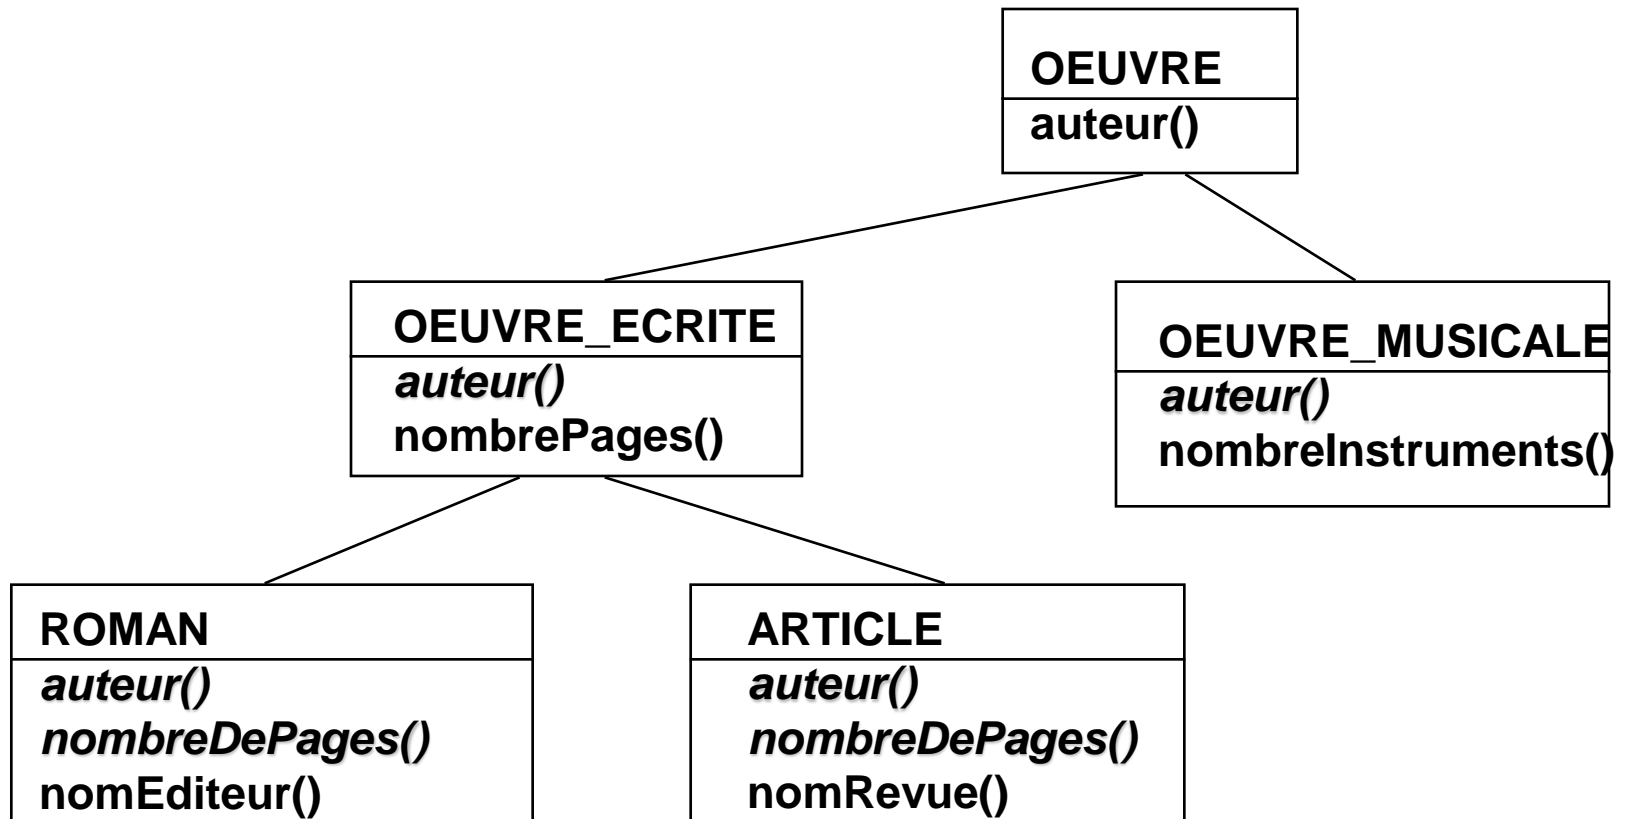 OEUVRE
auteur()
OEUVRE_ECRITE
auteur()
nombrePages()
OEUVRE_MUSICALE
auteur()
nombreInstruments()
ROMAN
auteur()
nombreDePages()
nomEditeur()
ARTICLE
auteur()
nombreDePages()
nomRevue()